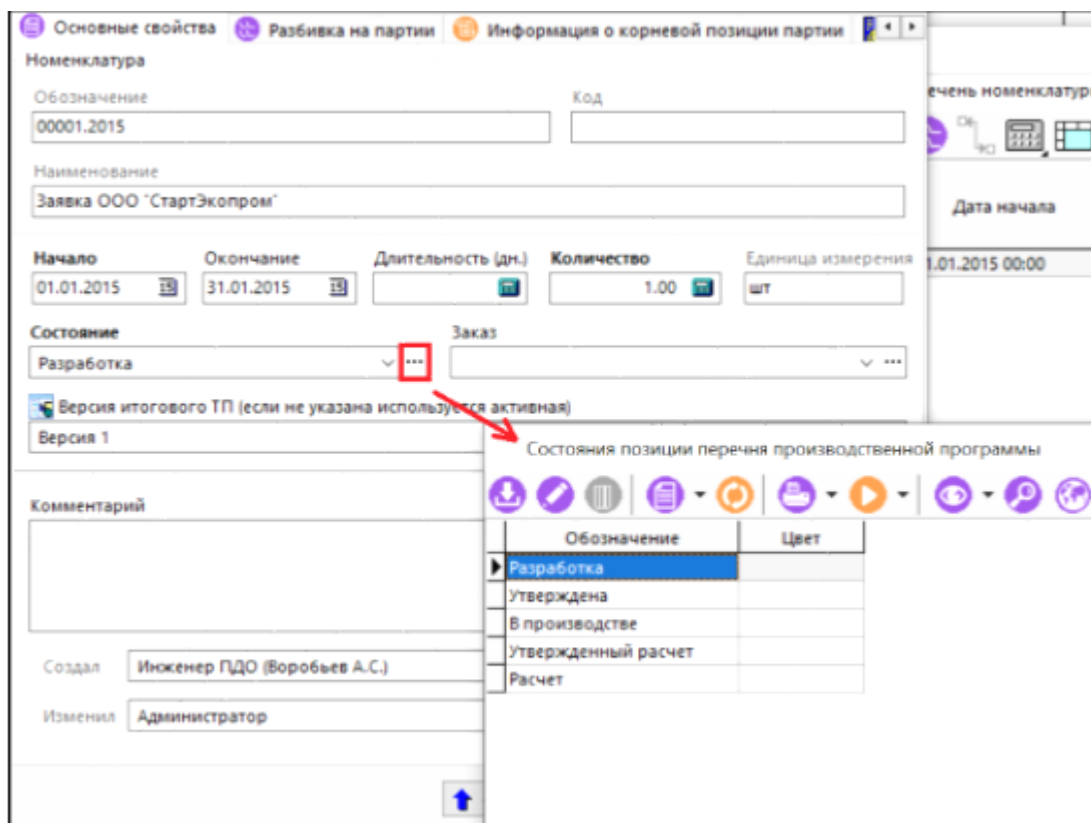 Основные свойства Разбивка на партии Информация о корневой позиции партии
Номенклатура
Обозначение Код
00001.2015
Наименование
Заявка ООО "СтартЭкопром"
Начало Окончание Длительность (дн.) Количество Единица измерения
01.01.2015 15 31.01.2015 15 1.00 шт
Состояние Заказ
Разработка
Версия итогового ТП (если не указана используется активная)
Версия 1
Комментарий
Создал Инженер ПДО (Воробьев А.С.)
Изменил Администратор
ечень номенклатур
Дата начала
.01.2015 00:00
Состояния позиции перечня производственной программы
Обозначение Цвет
Разработка
Утверждена
В производстве
Утвержденный расчет
Расчет